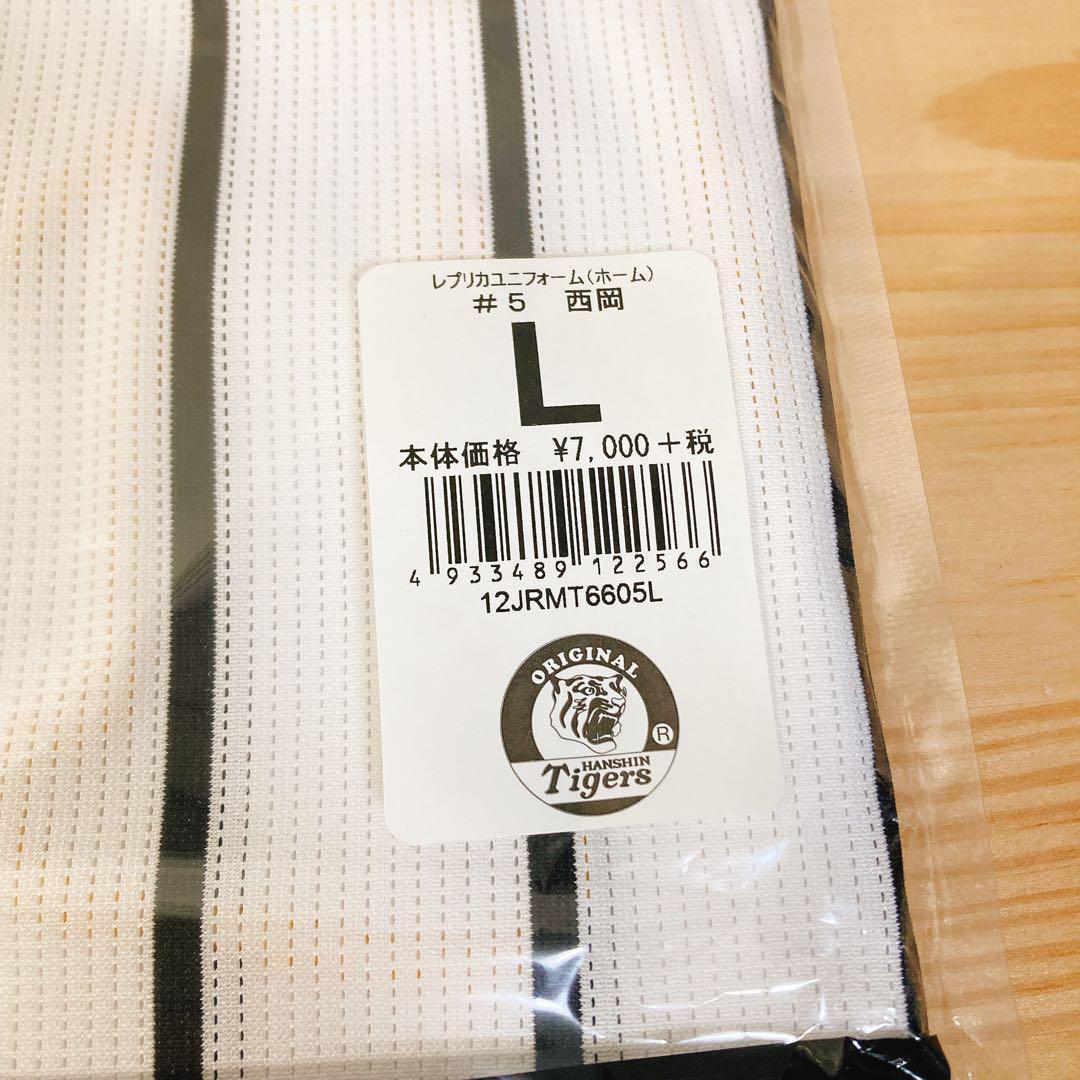 レプリカユニフォーム(ホーム)
#5 西岡
L
本体価格 ¥7,000+税
4 933489 122566
12JRMT6605L
ORIGINAL
®
HANSHIN
Tigers